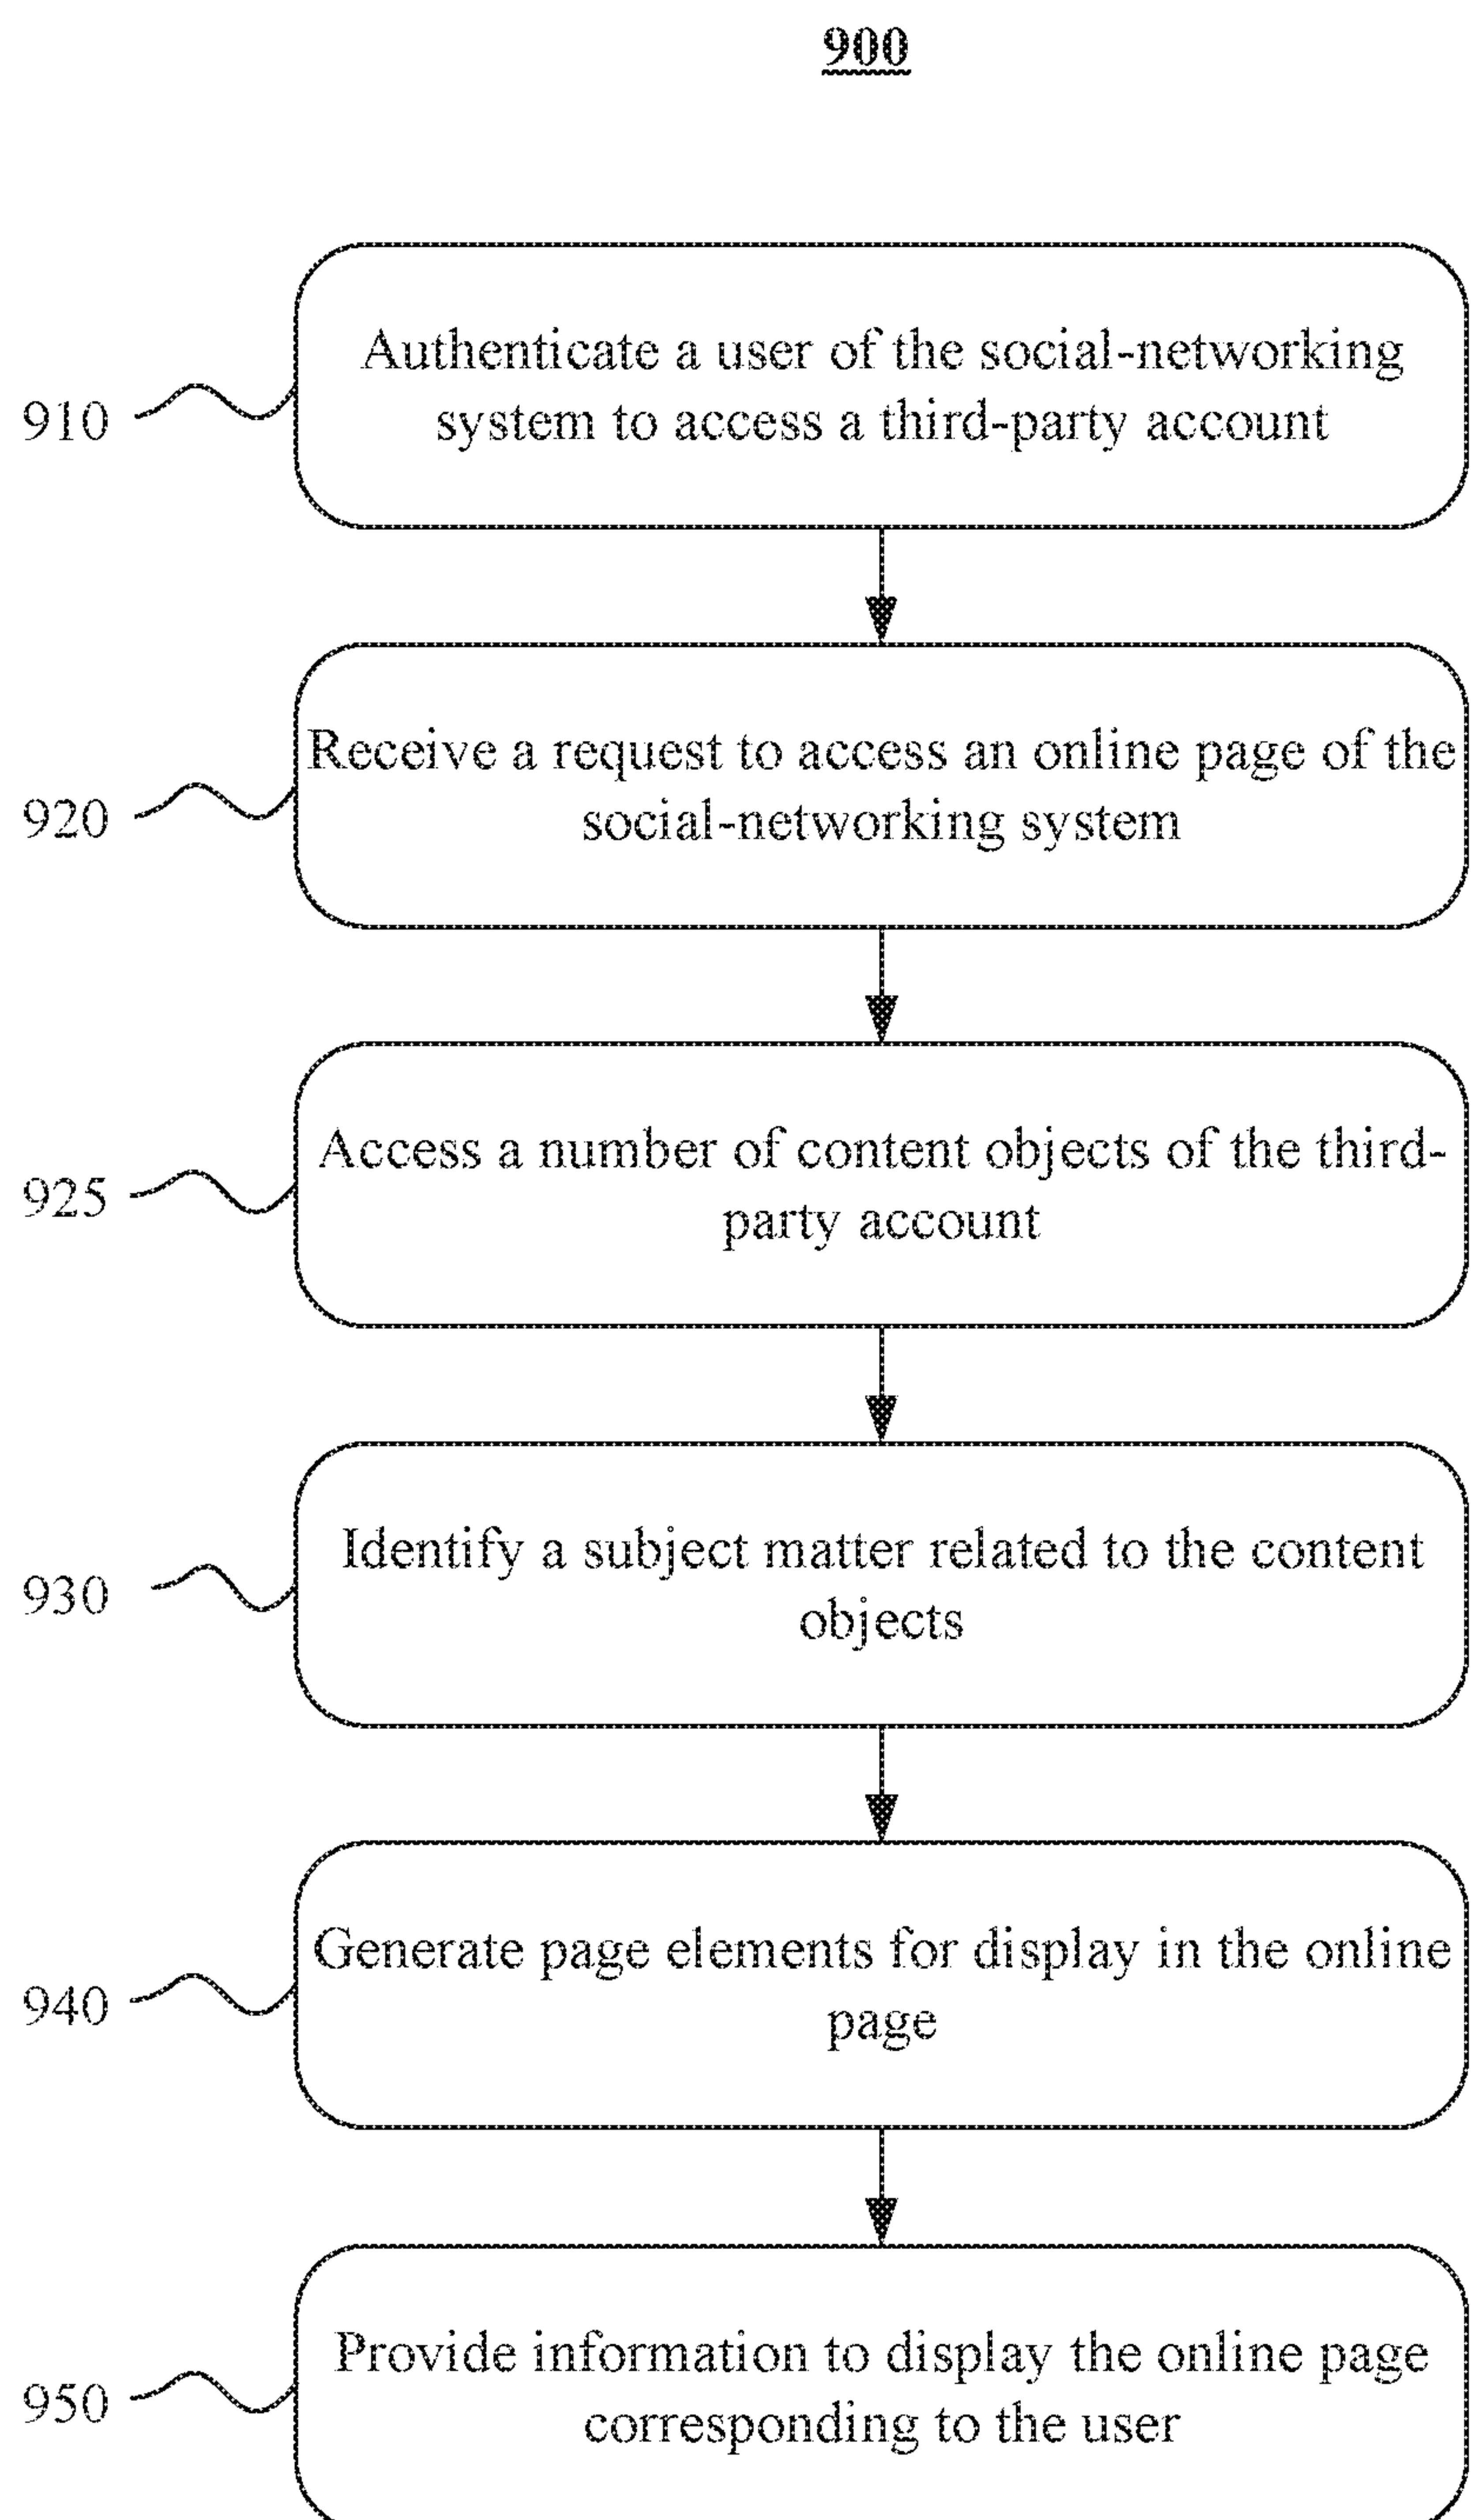 900
Authenticate a user of the social-networking
system to access a third-party account
910
Receive a request to access an online page of the
social-networking system
920
Access a number of content objects of the third-
party account
925
Identify a subject matter related to the content
objects
930
Generate page elements for display in the online
page
940
Provide information to display the online page
corresponding to the user
950